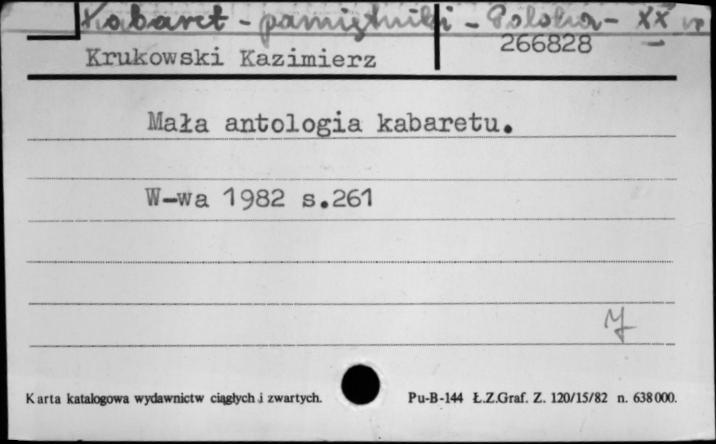 Kabaret - pamiętniki - Polska - XX w
266828
Krukowski Kazimierz
Mała antologia kabaretu.
W-wa 1982 s.261
Karta katalogowa wydawnictw ciągłych i zwartych. Pu-B-144 Ł.Z.Graf. Z. 120/15/82 n. 638000.